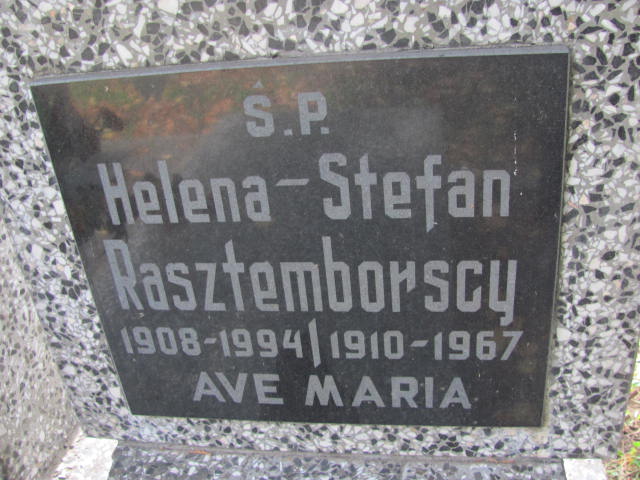 Ś.P.
Helena-Stefan
Rasztemborscy
1908-1994/1910-1967
AVE MARIA